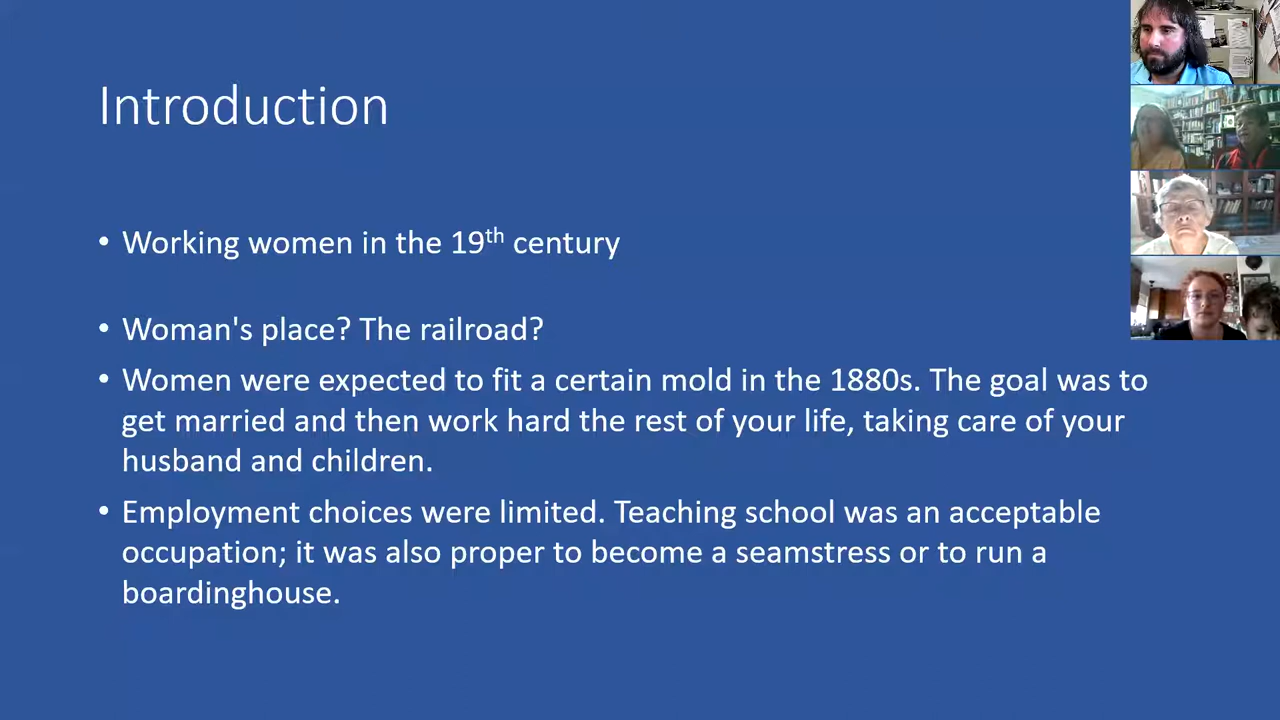 Introduction
• Working women in the 19th century
• Woman's place? The railroad?
• Women were expected to fit a certain mold in the 1880s. The goal was to
get married and then work hard the rest of your life, taking care of your
husband and children.
• Employment choices were limited. Teaching school was an acceptable
occupation; it was also proper to become a seamstress or to run a
boardinghouse.